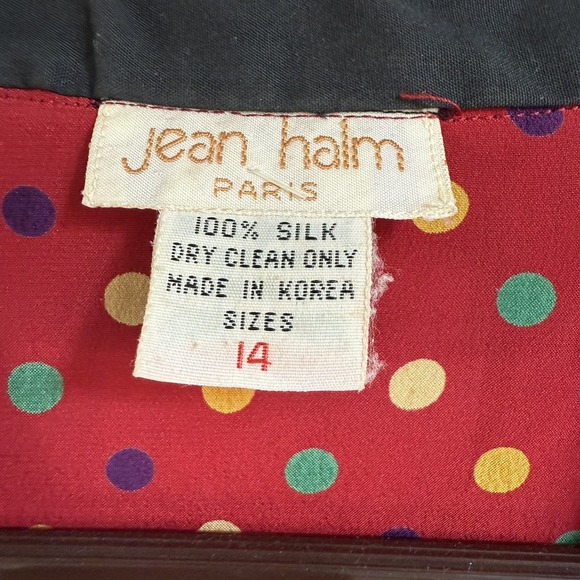 jean halm
PARIS
100% SILK
DRY CLEAN ONLY
MADE IN KOREA
SIZES
14